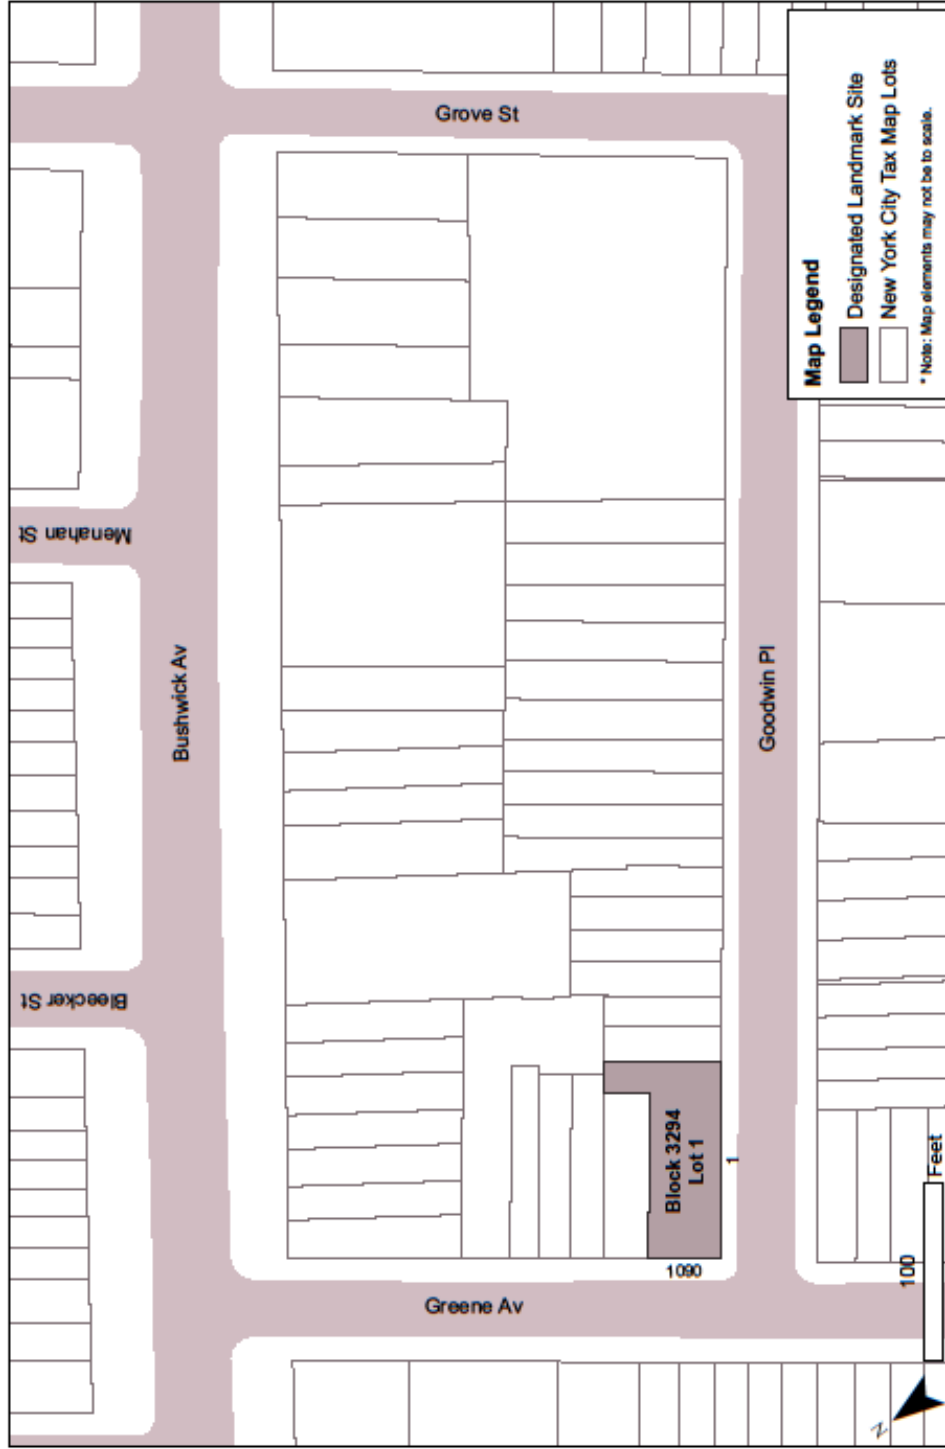 Grove St
Menahan St
Bushwick Av
Goodwin Pl
Bleecker St
Greene Av
Block 3294
Lot 1
1
1090
Map Legend
Designated Landmark Site
New York City Tax Map Lots
* Note: Map elements may not be to scale.
100
Feet
N